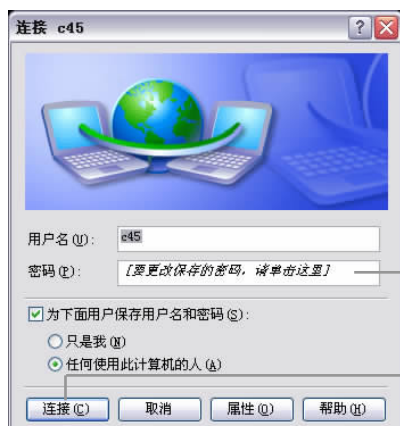 连接 c45
用户名(U): c45
密码(P): [要更改保存的密码，请单击这里]
为下面用户保存用户名和密码(S):
只是我(N)
任何使用此计算机的人(A)
连接(C) 取消 属性(O) 帮助(H)